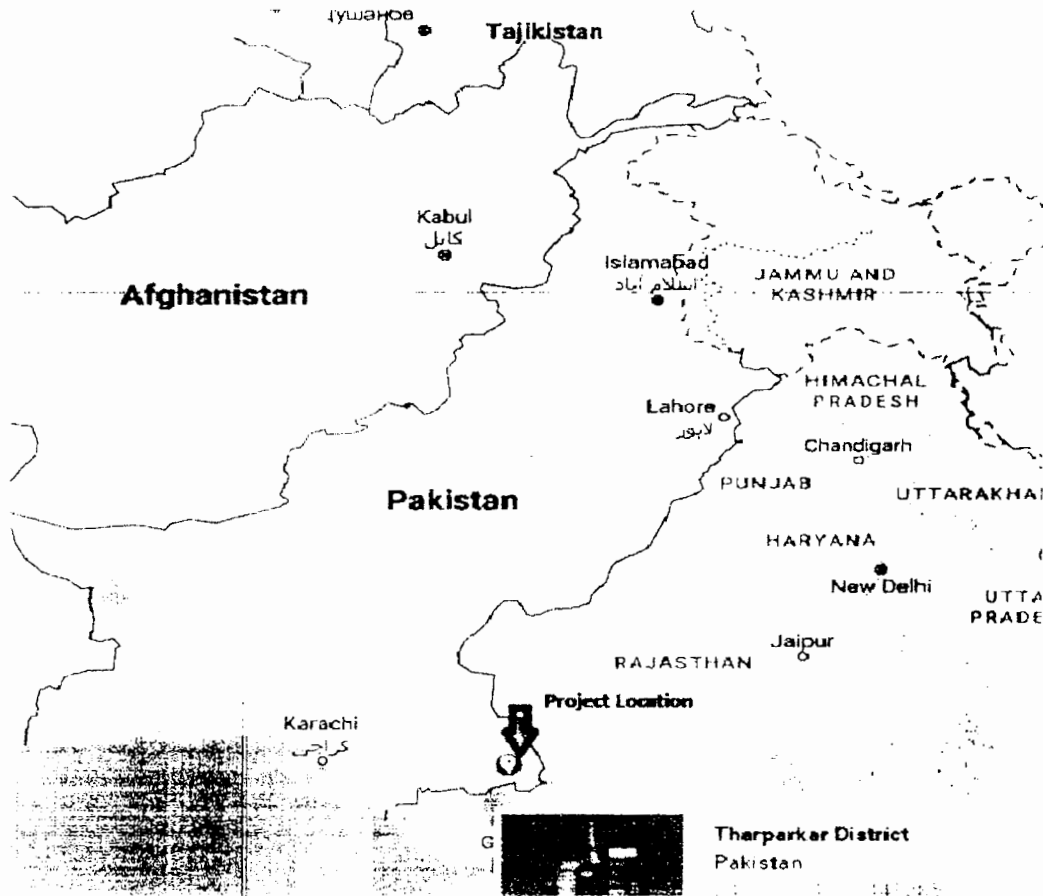 Tajikistan
Kabul
کابل
Afghanistan
Islamabad
اسلام آباد
JAMMU AND
KASHMIR
HIMACHAL
PRADESH
Lahore
لاہور
Chandigarh
PUNJAB
UTTARAKHA
Pakistan
HARYANA
New Delhi
UTTA
PRADE
Jaipur
RAJASTHAN
Project Location
Karachi
کراچی
G
Tharparkar District
Pakistan